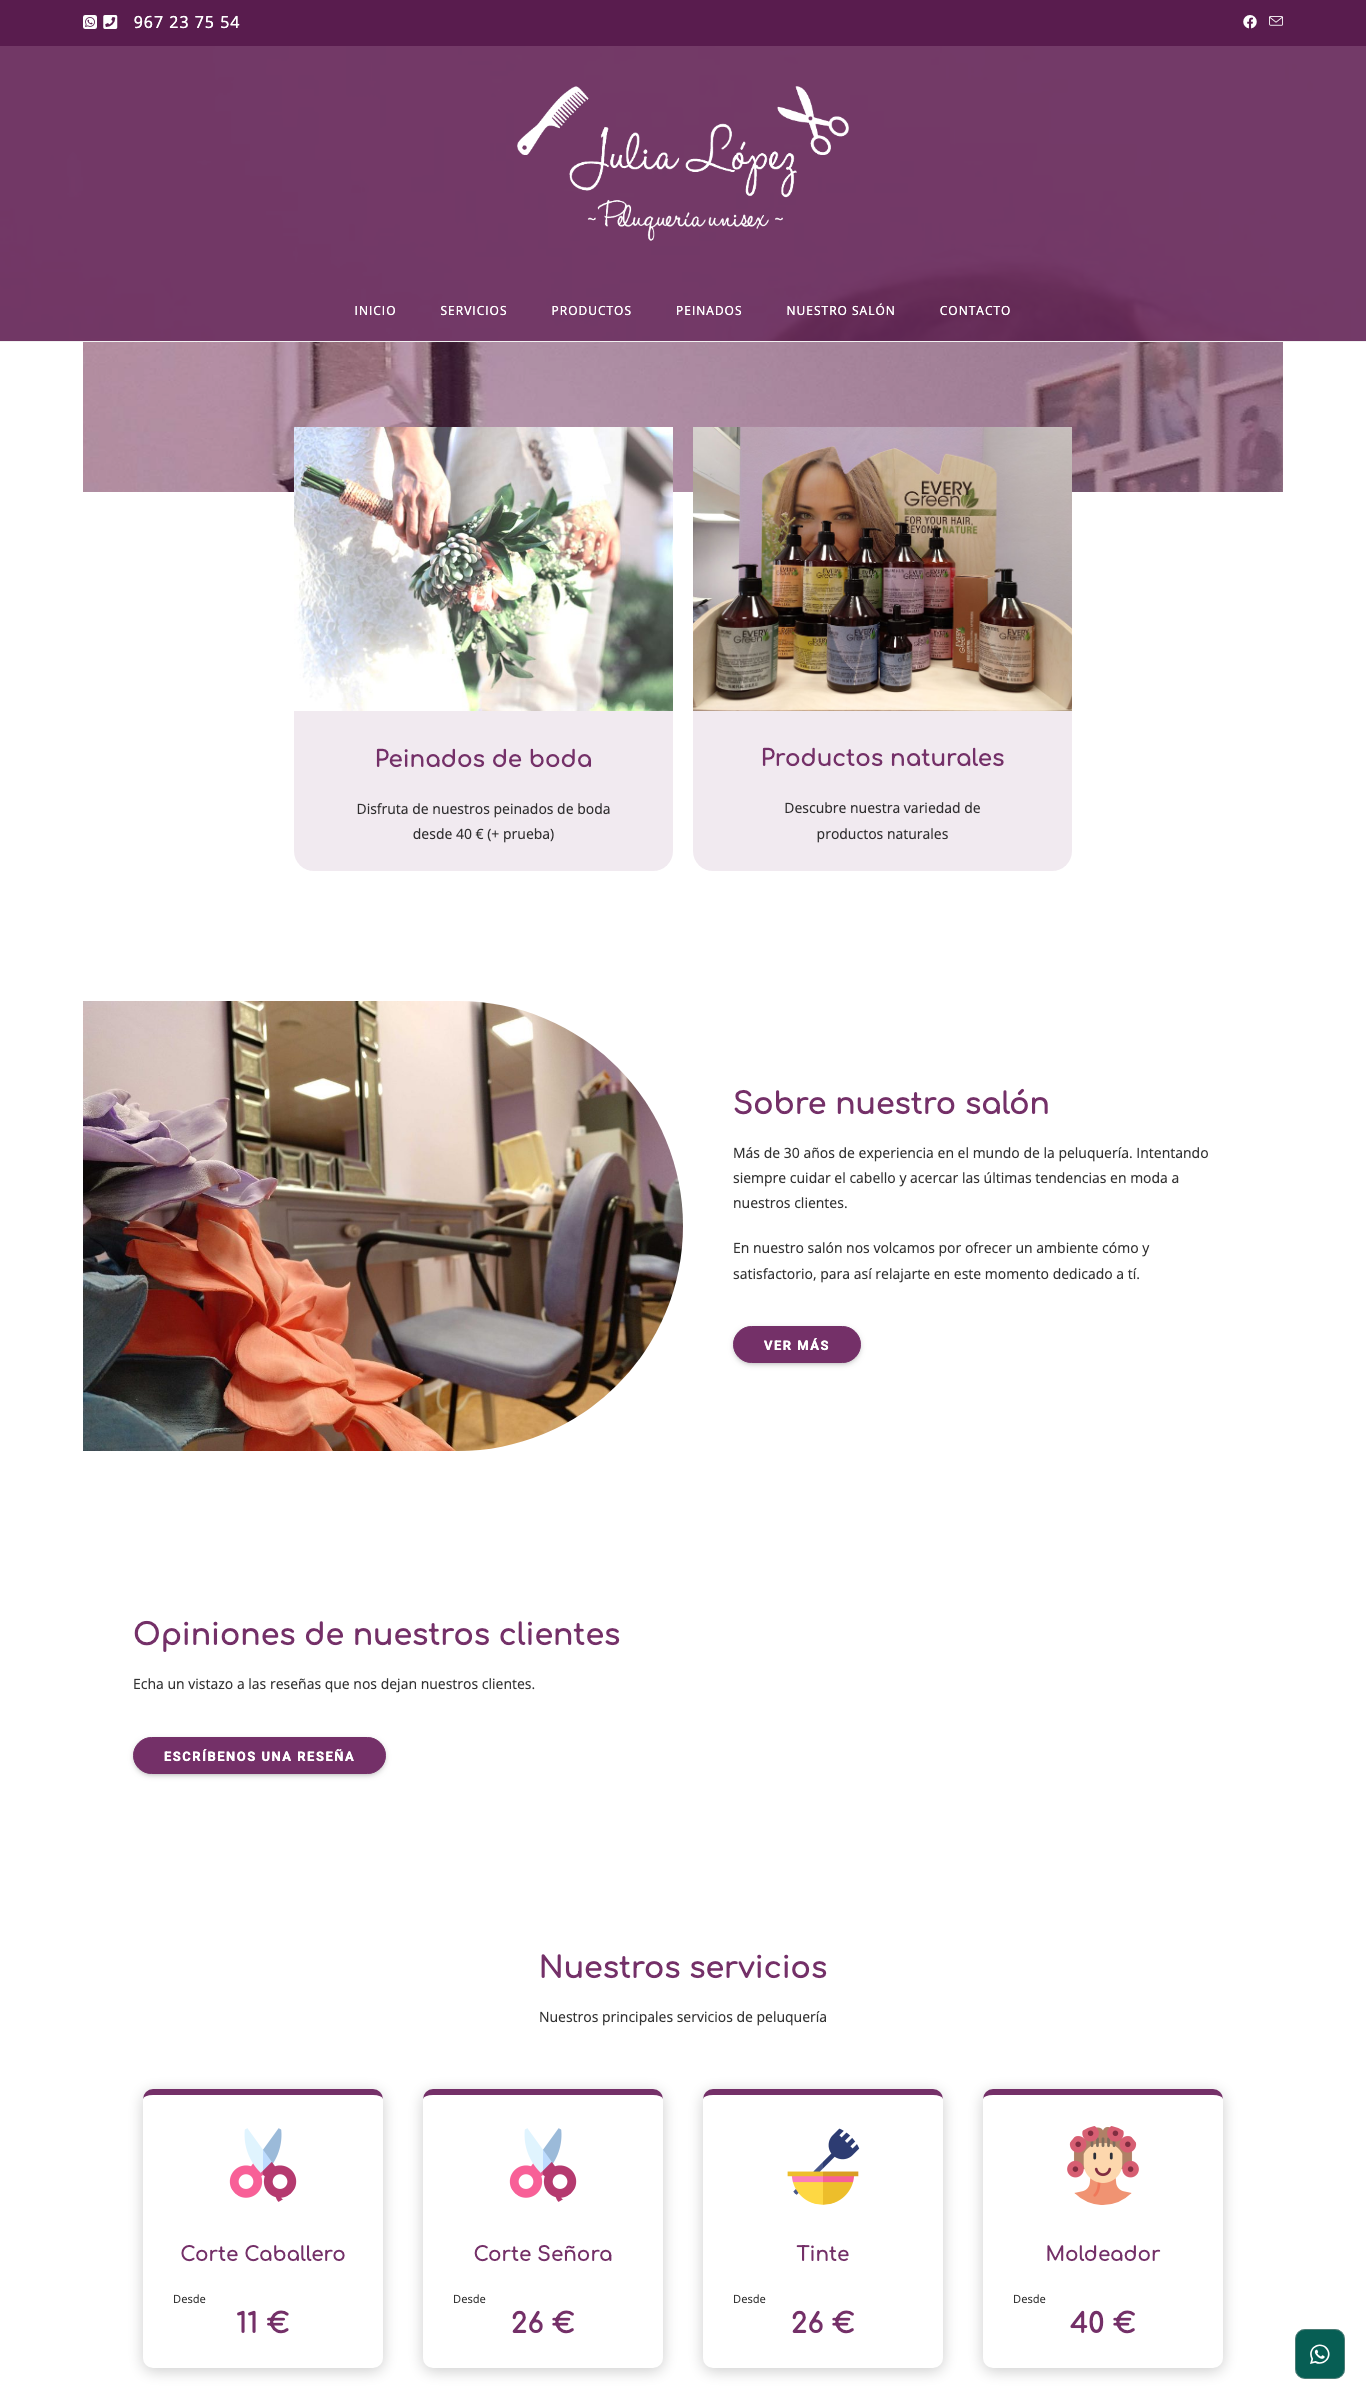 967 23 75 54
Julia López
~ Peluquería unisex ~
INICIO SERVICIOS PRODUCTOS PEINADOS NUESTRO SALÓN CONTACTO
EVERY
Green
FOR YOUR HAIR.
BEYOND NATURE
Peinados de boda
Disfruta de nuestros peinados de boda
desde 40 € (+ prueba)
Productos naturales
Descubre nuestra variedad de
productos naturales
Sobre nuestro salón
Más de 30 años de experiencia en el mundo de la peluquería. Intentando
siempre cuidar el cabello y acercar las últimas tendencias en moda a
nuestros clientes.
En nuestro salón nos volcamos por ofrecer un ambiente cómo y
satisfactorio, para así relajarte en este momento dedicado a tí.
VER MÁS
Opiniones de nuestros clientes
Echa un vistazo a las reseñas que nos dejan nuestros clientes.
ESCRÍBENOS UNA RESEÑA
Nuestros servicios
Nuestros principales servicios de peluquería
Corte Caballero
Desde
11 €
Corte Señora
Desde
26 €
Tinte
Desde
26 €
Moldeador
Desde
40 €